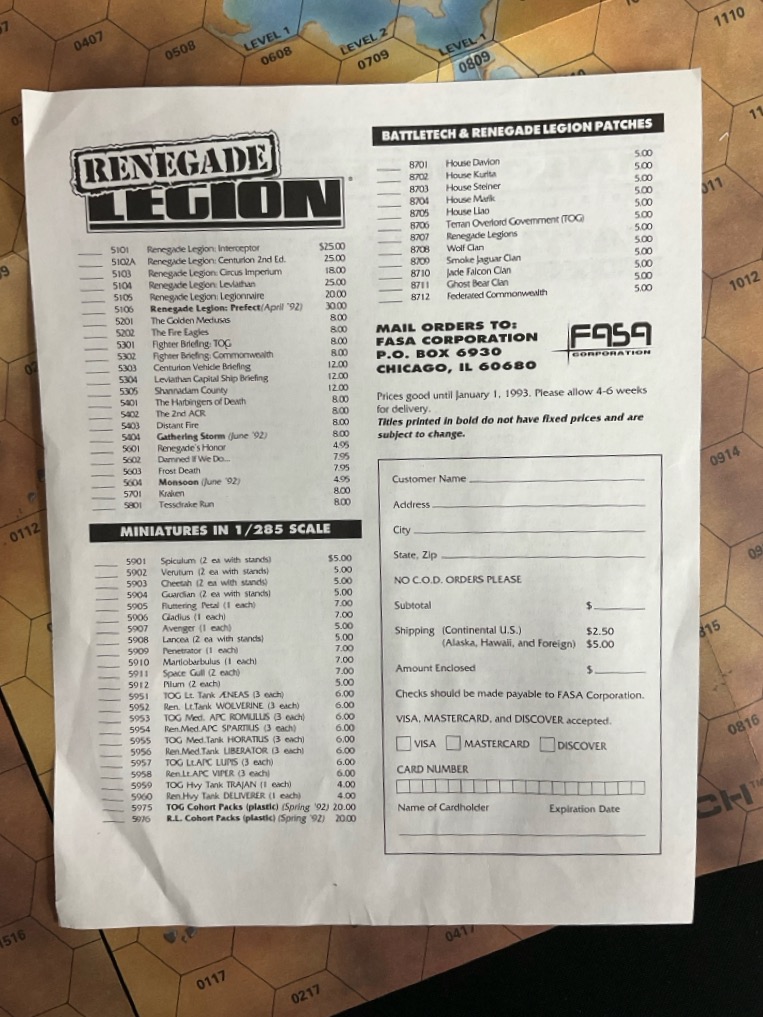 0407
0508
LEVEL 1
0608
LEVEL 2
0709
LEVEL 1
0809
1110
RENEGADE
LEGION
5101 Renegade Legion: Interceptor $25.00
5102A Renegade Legion: Centurion 2nd Ed. 25.00
5103 Renegade Legion: Circus Imperium 18.00
5104 Renegade Legion: Leviathan 25.00
5105 Renegade Legion: Legionnaire 20.00
5106 Renegade Legion: Prefect (April '92) 30.00
5201 The Golden Medusas 8.00
5202 The Fire Eagles 8.00
5301 Fighter Briefing: TOG 8.00
5302 Fighter Briefing: Commonwealth 8.00
5303 Centurion Vehicle Briefing 12.00
5304 Leviathan Capital Ship Briefing 12.00
5305 Shannadam County 12.00
5401 The Harbingers of Death 8.00
5402 The 2nd ACR 8.00
5403 Distant Fire 8.00
5404 Gathering Storm (June '92) 8.00
5601 Renegade's Honor 4.95
5602 Damned If We Do... 7.95
5603 Frost Death 7.95
5604 Monsoon (June '92) 4.95
5701 Kraken 8.00
5801 Tessdrake Run 8.00
MINIATURES IN 1/285 SCALE
5901 Spiculum (2 ea with stands) $5.00
5902 Verutum (2 ea with stands) 5.00
5903 Cheetah (2 ea with stands) 5.00
5904 Guardian (2 ea with stands) 5.00
5905 Fluttering Petal (1 each) 7.00
5906 Gladius (1 each) 7.00
5907 Avenger (1 each) 5.00
5908 Lancea (2 ea with stands) 5.00
5909 Penetrator (1 each) 7.00
5910 Martiobarbulus (1 each) 7.00
5911 Space Gull (2 each) 7.00
5912 Pilum (2 each) 5.00
5951 TOG Lt. Tank ÆNEAS (3 each) 6.00
5952 Ren. Lt.Tank WOLVERINE (3 each) 6.00
5953 TOG Med. APC ROMULUS (3 each) 6.00
5954 Ren.Med.APC SPARTIUS (3 each) 6.00
5955 TOG Med.Tank HORATIUS (3 each) 6.00
5956 Ren.Med.Tank LIBERATOR (3 each) 6.00
5957 TOG Lt.APC LUPIS (3 each) 6.00
5958 Ren.Lt.APC VIPER (3 each) 6.00
5959 TOG Hvy Tank TRAJAN (1 each) 4.00
5960 Ren.Hvy Tank DELIVERER (1 each) 4.00
5975 TOG Cohort Packs (plastic) (Spring '92) 20.00
5976 R.L. Cohort Packs (plastic) (Spring '92) 20.00
BATTLETECH & RENEGADE LEGION PATCHES
8701 House Davion 5.00
8702 House Kurita 5.00
8703 House Steiner 5.00
8704 House Marik 5.00
8705 House Liao 5.00
8706 Terran Overlord Government (TOG) 5.00
8707 Renegade Legions 5.00
8708 Wolf Clan 5.00
8709 Smoke Jaguar Clan 5.00
8710 Jade Falcon Clan 5.00
8711 Ghost Bear Clan 5.00
8712 Federated Commonwealth 5.00
MAIL ORDERS TO:
FASA CORPORATION
P.O. BOX 6930
CHICAGO, IL 60680
FASA
CORPORATION
Prices good until January 1, 1993. Please allow 4-6 weeks
for delivery.
Titles printed in bold do not have fixed prices and are
subject to change.
Customer Name
Address
City
State, Zip
NO C.O.D. ORDERS PLEASE
Subtotal $
Shipping (Continental U.S.) $2.50
(Alaska, Hawaii, and Foreign) $5.00
Amount Enclosed $
Checks should be made payable to FASA Corporation.
VISA, MASTERCARD, and DISCOVER accepted.
VISA MASTERCARD DISCOVER
CARD NUMBER
Name of Cardholder Expiration Date
1012
0914
0112
0816
1516
0117
0217
0417